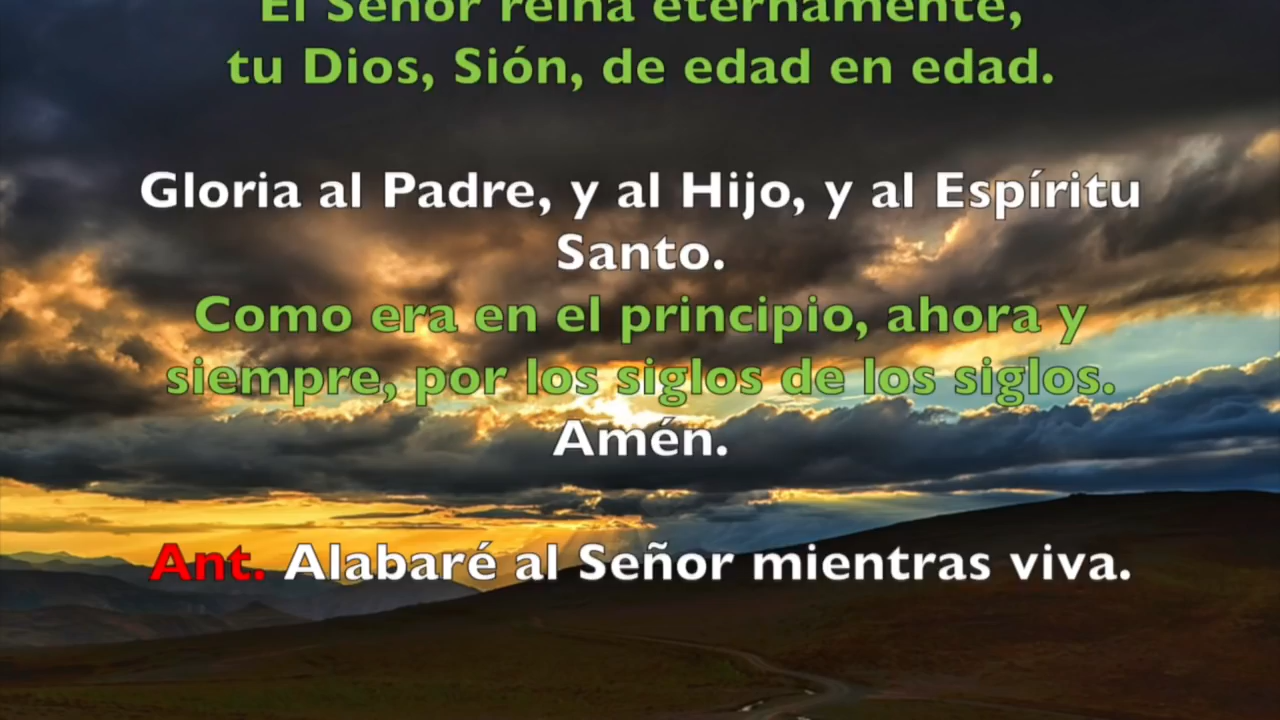 El Señor reina eternamente,
tu Dios, Sión, de edad en edad.
Gloria al Padre, y al Hijo, y al Espíritu
Santo.
Como era en el principio, ahora y
siempre, por los siglos de los siglos.
Amén.
Ant. Alabaré al Señor mientras viva.